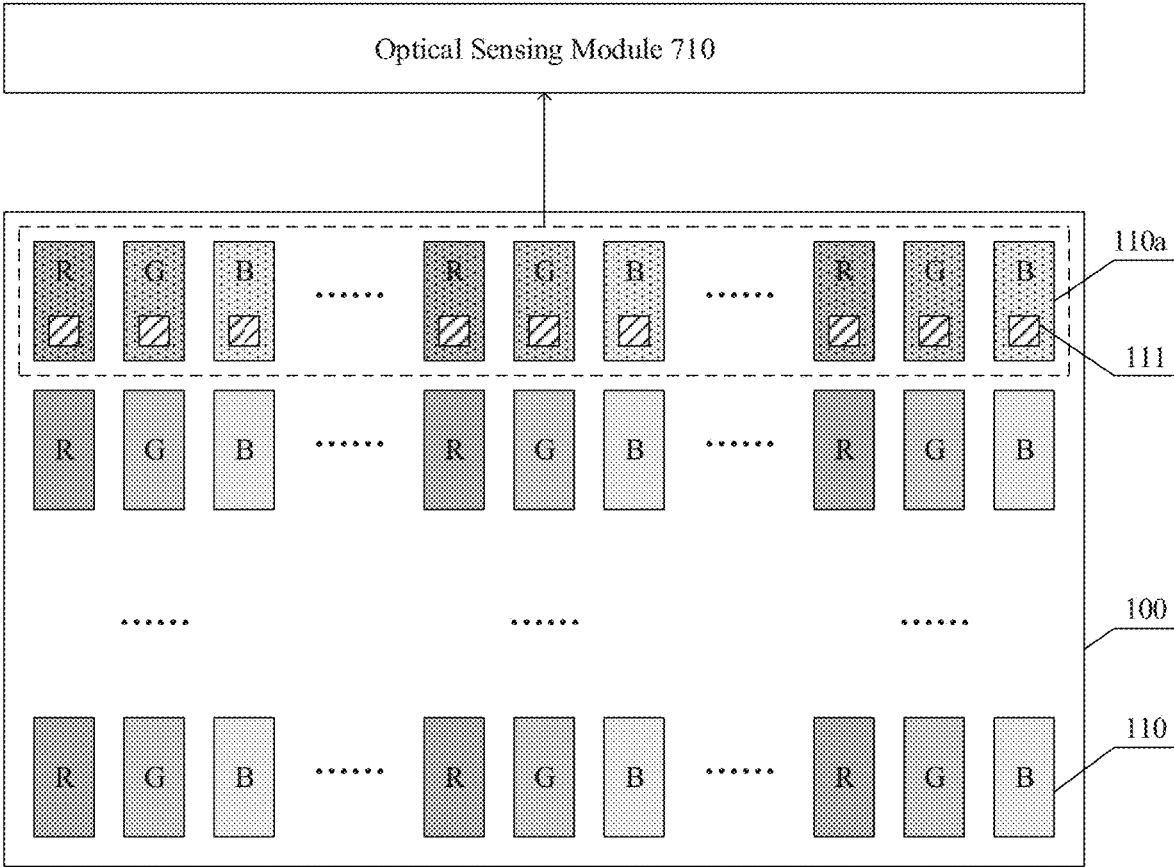 Optical Sensing Module 710
R G B ...... R G B ...... R G B
110a
111
R G B ...... R G B ...... R G B
...... ...... ......
100
110
R G B ...... R G B ...... R G B